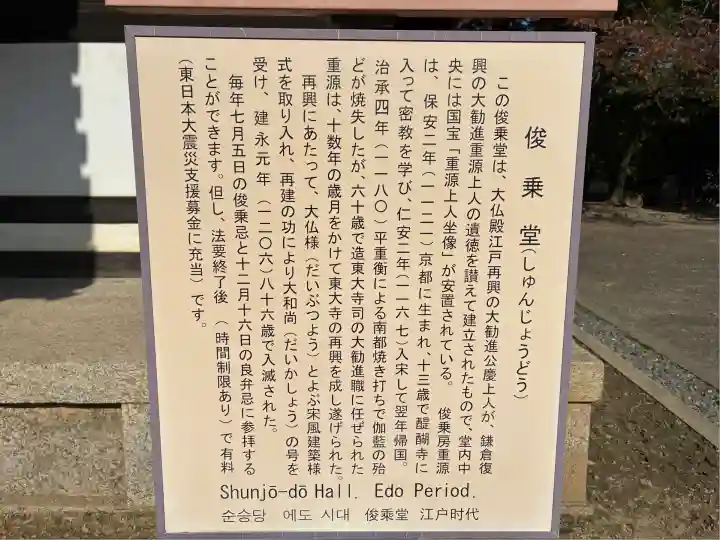 俊乗堂(しゅんじょうどう)
この俊乗堂は、大仏殿江戸再興の大勧進公慶上人が、鎌倉復
興の大勧進重源上人の遺徳を讃えて建立されたもので、堂内中
央には国宝「重源上人坐像」が安置されている。 俊乗房重源
は、保安二年(一一二一)京都に生まれ、十三歳で醍醐寺に
入って密教を学び、仁安二年(一一六七)入宋して翌年帰国。
治承四年(一一八〇)平重衡による南都焼き打ちで伽藍の殆
どが焼失したが、六十歳で造東大寺司の大勧進職に任ぜられた
重源は、十数年の歳月をかけて東大寺の再興を成し遂げられた。
再興にあたって、大仏様(だいぶつよう)とよぶ宋風建築様
式を取り入れ、再建の功により大和尚(だいかしょう)の号を
受け、建永元年(一二〇六)八十六歳で入滅された。
毎年七月五日の俊乗忌と十二月十六日の良弁忌に参拝する
ことができます。但し、法要終了後(時間制限あり)で有料
(東日本大震災支援募金に充当)です。
Shunjō-dō Hall. Edo Period.
순승당 에도 시대 俊乘堂 江户时代